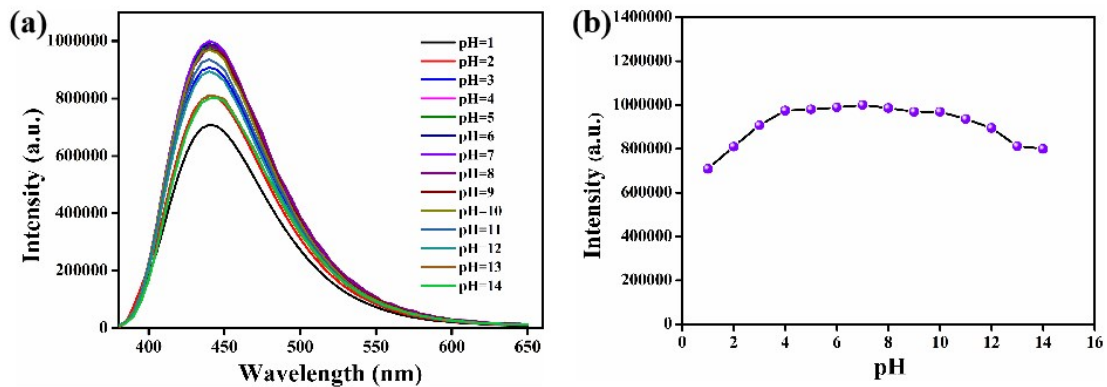 (a)
1000000
800000
600000
400000
200000
0
400
450
500
550
600
650
Intensity (a.u.)
Wavelength (nm)
pH=1
pH=2
pH=3
pH=4
pH=5
pH=6
pH=7
pH=8
pH=9
pH=10
pH=11
pH=12
pH=13
pH=14
(b)
1400000
1200000
1000000
800000
600000
400000
200000
0
0
2
4
6
8
10
12
14
16
Intensity (a.u.)
pH